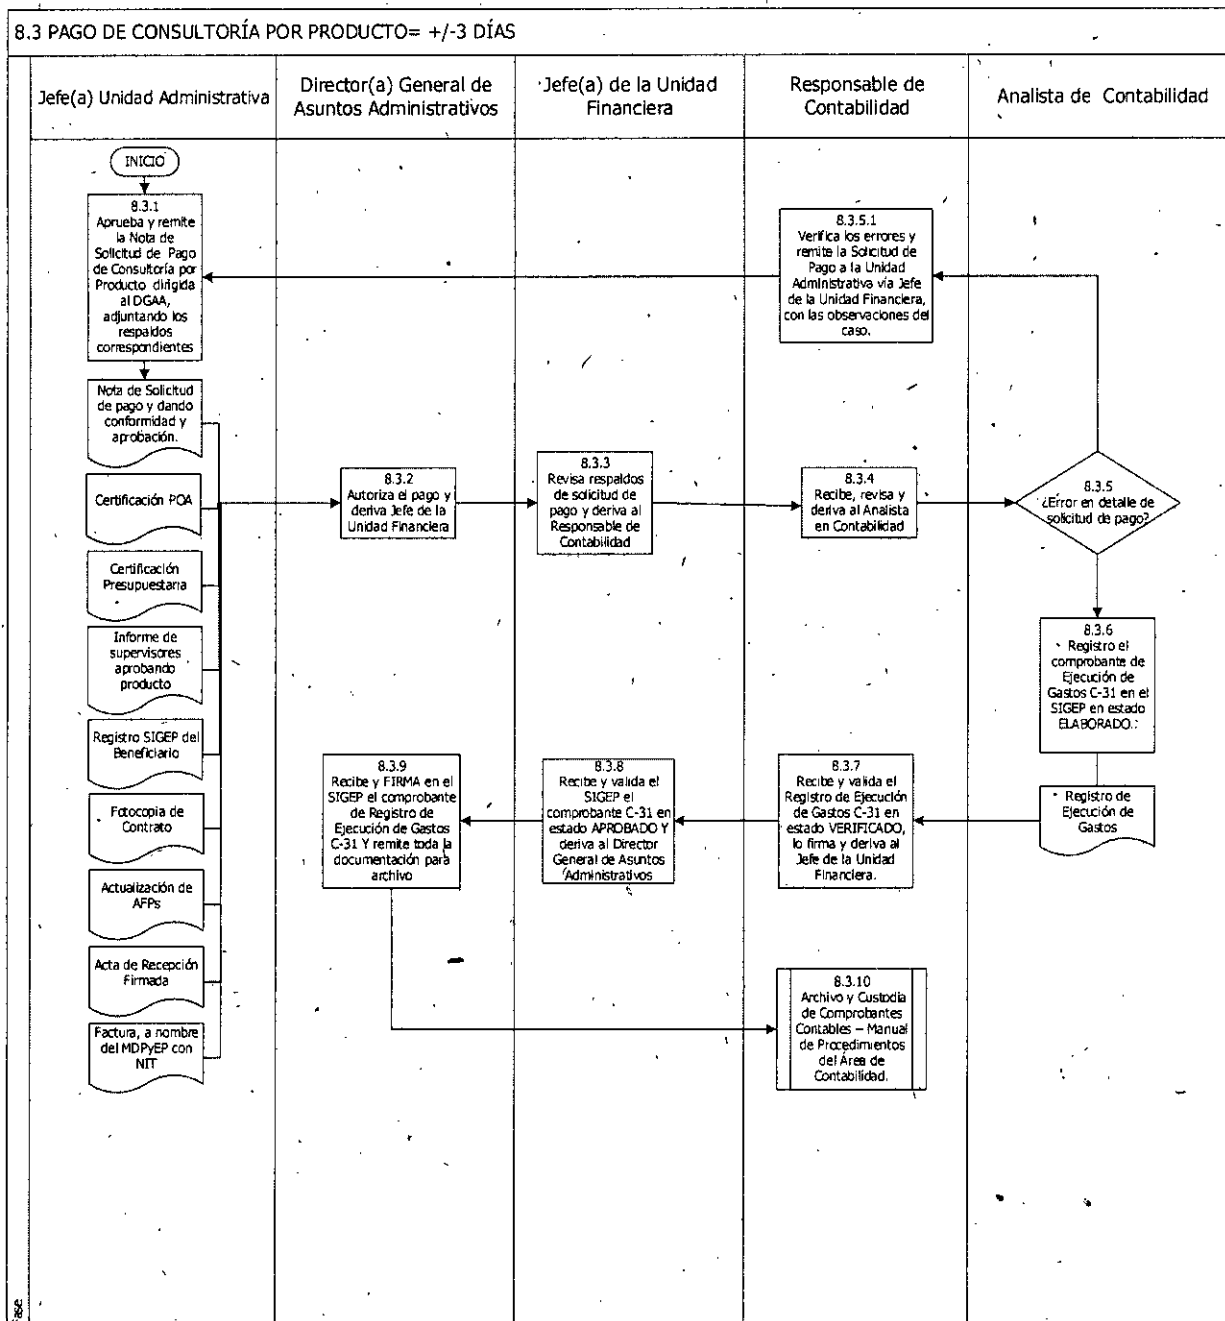 8.3 PAGO DE CONSULTORÍA POR PRODUCTO= +/-3 DÍAS
Jefe(a) Unidad Administrativa
Director(a) General de
Asuntos Administrativos
Jefe(a) de la Unidad
Financiera
Responsable de
Contabilidad
Analista de Contabilidad
INICIO
8.3.1
Aprueba y remite
la Nota de
Solicitud de Pago
de Consultoría por
Producto dirigida
al DGAA,
adjuntando los
respaldos
correspondientes
8.3.5.1
Verifica los errores y
remite la Solicitud de
Pago a la Unidad
Administrativa vía Jefe
de la Unidad Financiera,
con las observaciones del
caso.
Nota de Solicitud
de pago y dando
conformidad y
aprobación.
Certificación POA
Certificación
Presupuestaria
Informe de
supervisores
aprobando
producto
Registro SIGEP del
Beneficiario
Fotocopia de
Contrato
Actualización de
AFPs
Acta de Recepción
Firmada
Factura, a nombre
del MDPyEP con
NIT
8.3.2
Autoriza el pago y
deriva Jefe de la
Unidad Financiera
8.3.3
Revisa respaldos
de solicitud de
pago y deriva al
Responsable de
Contabilidad
8.3.4
Recibe, revisa y
deriva al Analista
en Contabilidad
8.3.5
¿Error en detalle de
solicitud de pago?
8.3.6
Registro el
comprobante de
Ejecución de
Gastos C-31 en el
SIGEP en estado
ELABORADO.
Registro de
Ejecución de
Gastos
8.3.7
Recibe y valida el
Registro de Ejecución
de Gastos C-31 en
estado VERIFICADO,
lo firma y deriva al
Jefe de la Unidad
Financiera.
8.3.8
Recibe y valida el
SIGEP el
comprobante C-31 en
estado APROBADO Y
deriva al Director
General de Asuntos
Administrativos
8.3.9
Recibe y FIRMA en el
SIGEP el comprobante
de Registro de
Ejecución de Gastos
C-31 Y remite toda la
documentación para
archivo
8.3.10
Archivo y Custodia
de Comprobantes
Contables – Manual
de Procedimientos
del Área de
Contabilidad.
Fase